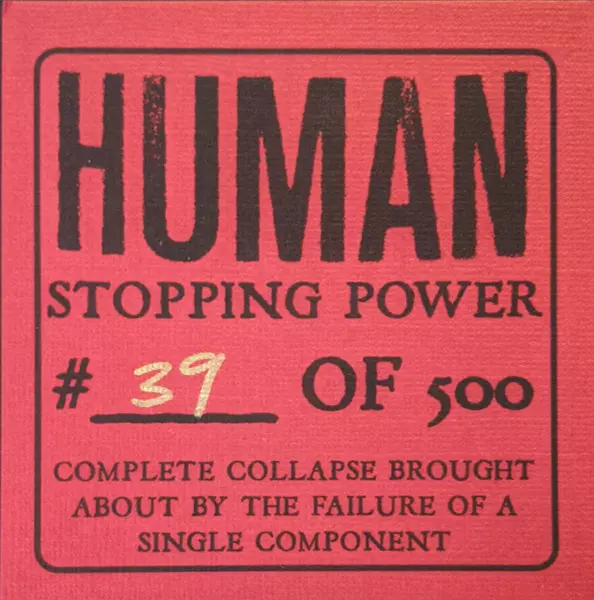 HUMAN
STOPPING POWER
# 39 OF 500
COMPLETE COLLAPSE BROUGHT
ABOUT BY THE FAILURE OF A
SINGLE COMPONENT